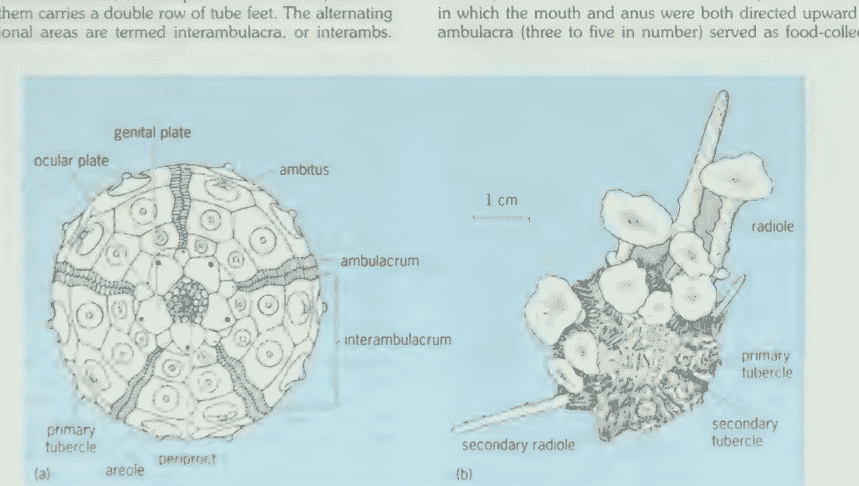 them carries a double row of tube feet. The alternating
ional areas are termed interambulacra, or interambs.
in which the mouth and anus were both directed upward
ambulacra (three to five in number) served as food-collec
genital plate
ocular plate
ambitus
ambulacrum
interambulacrum
primary
tubercle
areole
periproct
(a)
1 cm
radiole
primary
tubercle
secondary
tubercle
secondary radiole
(b)